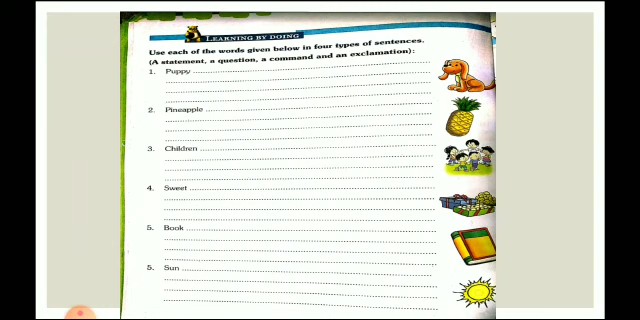 LEARNING BY DOING
Use each of the words given below in four types of sentences.
(A statement, a question, a command and an exclamation):
1. Puppy
2. Pineapple
3. Children
4. Sweet
5. Book
5. Sun